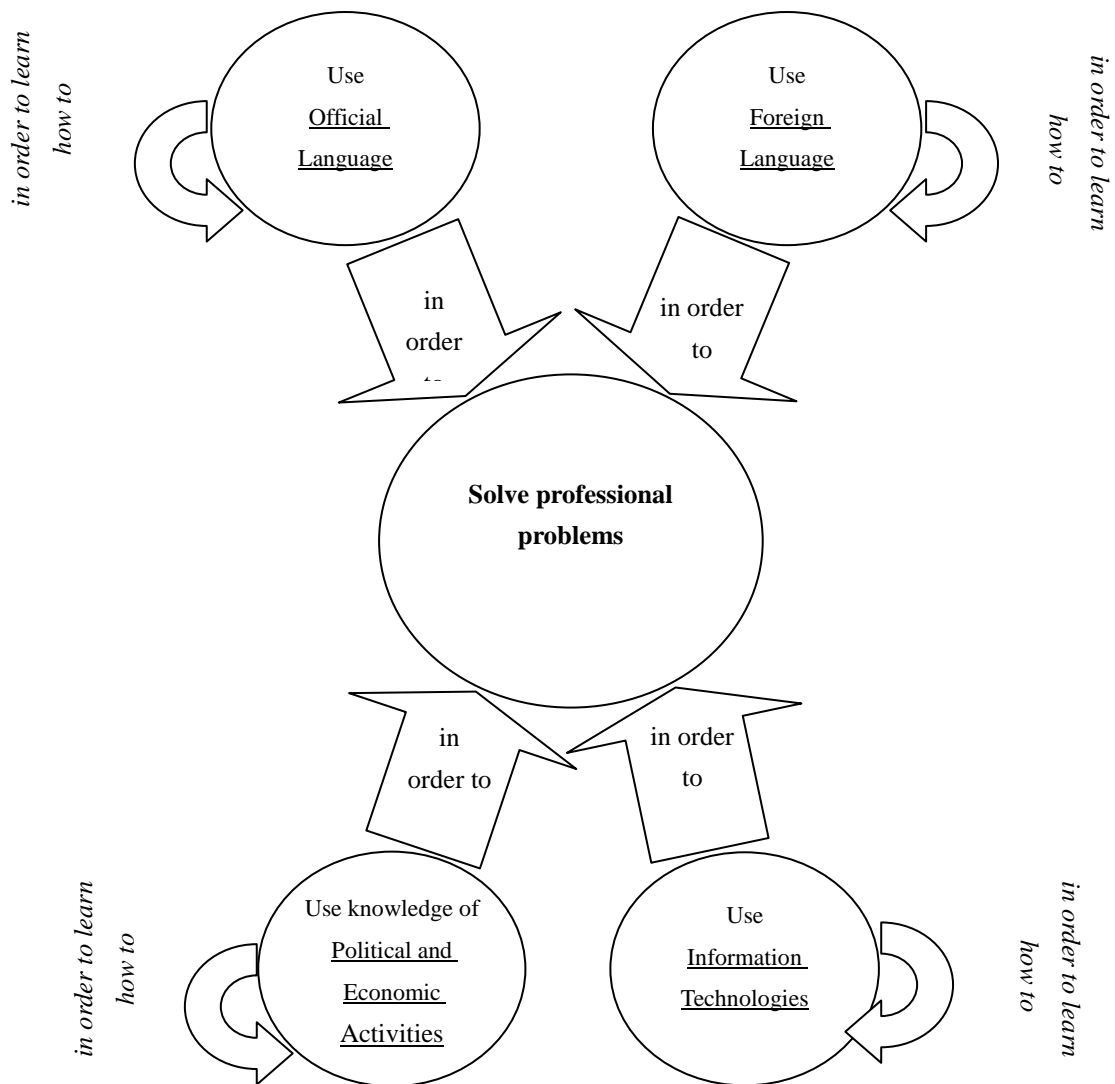 in order to learn
how to
Use
Official
Language
Use
Foreign
Language
in order to learn
how to
in
order
in order
to
Solve professional
problems
in
order to
in order
to
in order to learn
how to
Use knowledge of
Political and
Economic
Activities
Use
Information
Technologies
in order to learn
how to